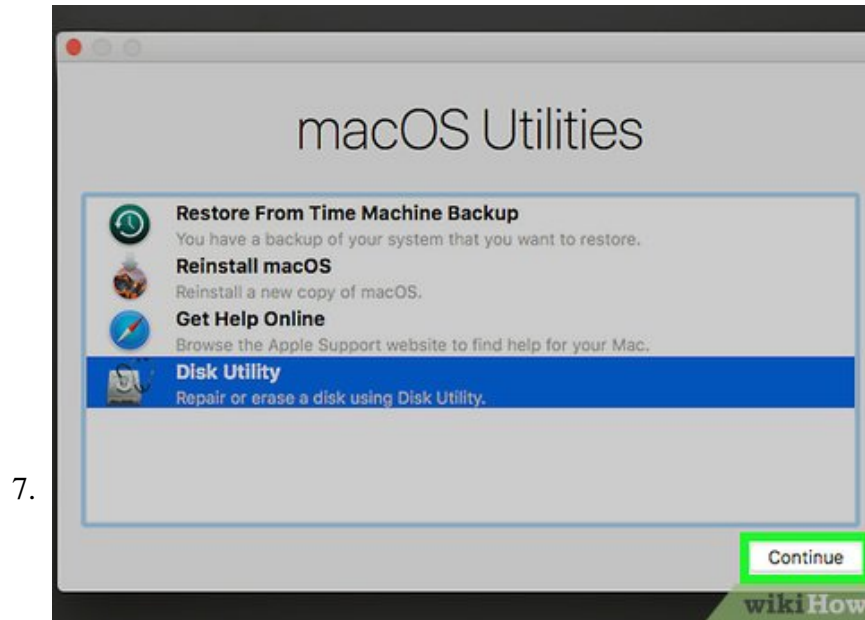 macOS Utilities
Restore From Time Machine Backup
You have a backup of your system that you want to restore.
Reinstall macOS
Reinstall a new copy of macOS.
Get Help Online
Browse the Apple Support website to find help for your Mac.
Disk Utility
Repair or erase a disk using Disk Utility.
7.
Continue
wikiHow